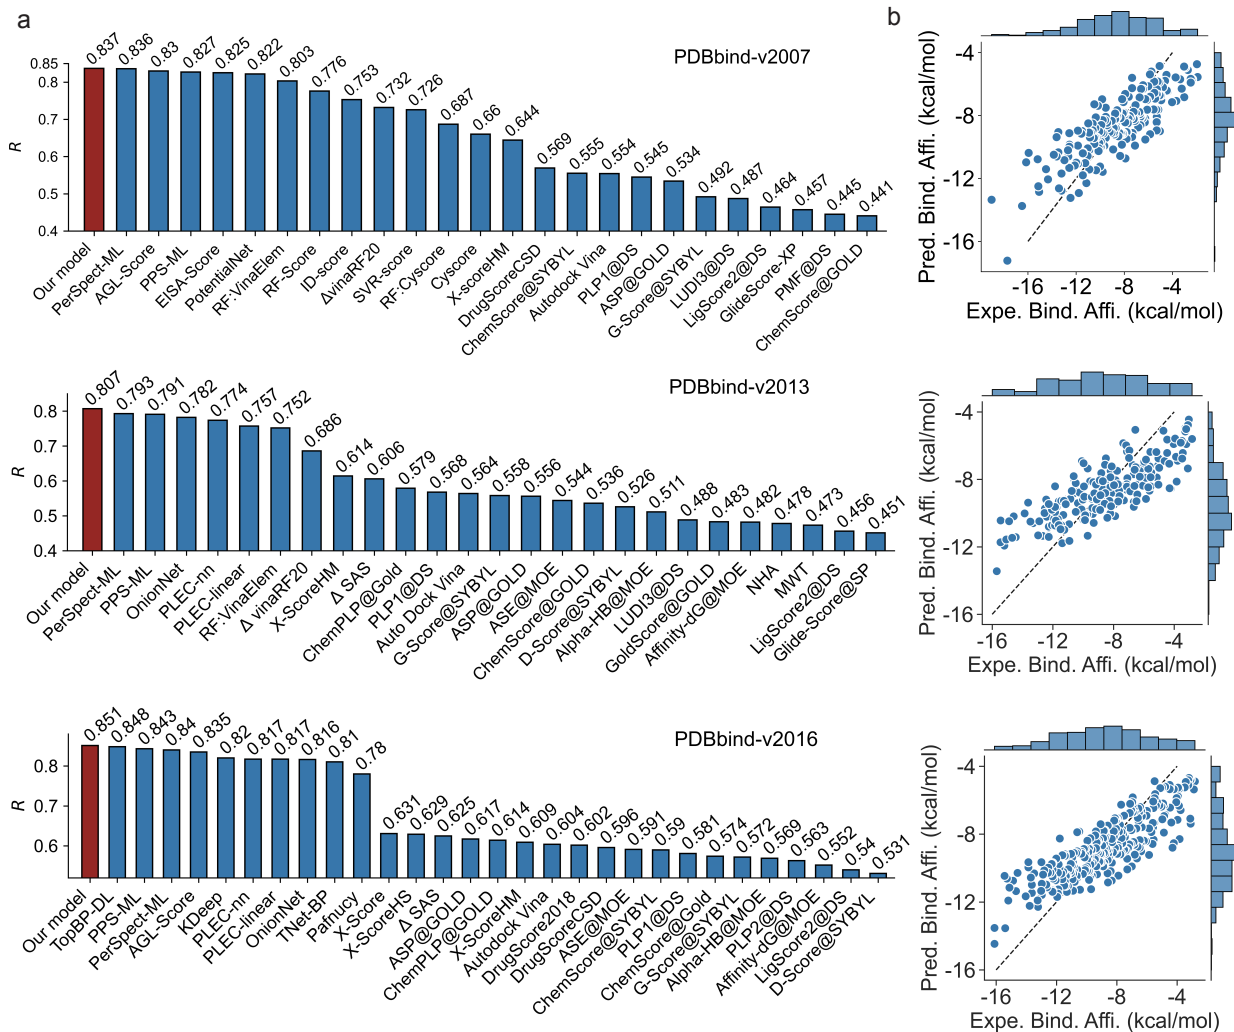 a
PDBbind-v2007
R
0.85
0.8
0.7
0.6
0.5
0.4
0.837
0.836
0.83
0.827
0.825
0.822
0.803
0.776
0.753
0.732
0.726
0.687
0.66
0.644
0.569
0.555
0.554
0.545
0.534
0.492
0.487
0.464
0.457
0.445
0.441
Our model
PerSpect-ML
AGL-Score
PPS-ML
EISA-Score
PotentialNet
RF:VinaElem
RF-Score
ID-score
ΔvinaRF20
SVR-score
RF:Cyscore
Cyscore
X-scoreHM
DrugScoreCSD
ChemScore@SYBYL
Autodock Vina
PLP1@DS
ASP@GOLD
G-Score@SYBYL
LUDI3@DS
LigScore2@DS
GlideScore-XP
PMF@DS
ChemScore@GOLD
b
Pred. Bind. Affi. (kcal/mol)
-4
-8
-12
-16
-16
-12
-8
-4
Expe. Bind. Affi. (kcal/mol)
PDBbind-v2013
R
0.8
0.7
0.6
0.5
0.4
0.807
0.793
0.791
0.782
0.774
0.757
0.752
0.686
0.614
0.606
0.579
0.568
0.564
0.558
0.556
0.544
0.536
0.526
0.511
0.488
0.483
0.482
0.478
0.473
0.456
0.451
Our model
PerSpect-ML
PPS-ML
OnionNet
PLEC-nn
PLEC-linear
RF:VinaElem
Δ vinaRF20
X-ScoreHM
Δ SAS
ChemPLP@Gold
PLP1@DS
Auto Dock Vina
G-Score@SYBYL
ASP@GOLD
ASE@MOE
ChemScore@GOLD
D-Score@SYBYL
Alpha-HB@MOE
LUDI3@DS
GoldScore@GOLD
Affinity-dG@MOE
NHA
MWT
LigScore2@DS
Glide-Score@SP
Pred. Bind. Affi. (kcal/mol)
-4
-8
-12
-16
-16
-12
-8
-4
Expe. Bind. Affi. (kcal/mol)
PDBbind-v2016
R
0.8
0.7
0.6
0.851
0.848
0.843
0.84
0.835
0.82
0.817
0.817
0.816
0.81
0.78
0.631
0.629
0.625
0.617
0.614
0.609
0.604
0.602
0.596
0.591
0.59
0.581
0.574
0.572
0.569
0.563
0.552
0.54
0.531
Our model
TopBP-DL
PPS-ML
PerSpect-ML
AGL-Score
KDeep
PLEC-nn
PLEC-linear
OnionNet
TNet-BP
Pafnucy
X-Score
X-ScoreHS
Δ SAS
ASP@GOLD
ChemPLP@GOLD
X-ScoreHM
Autodock Vina
DrugScore2018
DrugScoreCSD
ASE@MOE
ChemScore@SYBYL
PLP1@DS
ChemScore@Gold
G-Score@SYBYL
Alpha-HB@MOE
PLP2@DS
Affinity-dG@MOE
LigScore2@DS
D-Score@SYBYL
Pred. Bind. Affi. (kcal/mol)
-4
-8
-12
-16
-16
-12
-8
-4
Expe. Bind. Affi. (kcal/mol)